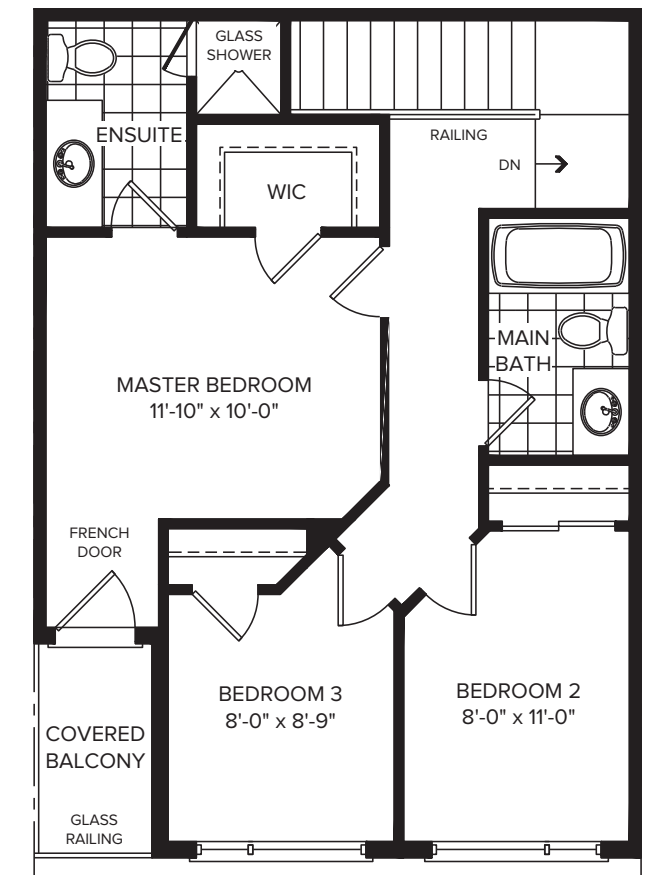 GLASS
SHOWER
ENSUITE
RAILING
DN
WIC
MAIN
BATH
MASTER BEDROOM
11'-10" x 10'-0"
FRENCH
DOOR
BEDROOM 3
8'-0" x 8'-9"
BEDROOM 2
8'-0" x 11'-0"
COVERED
BALCONY
GLASS
RAILING